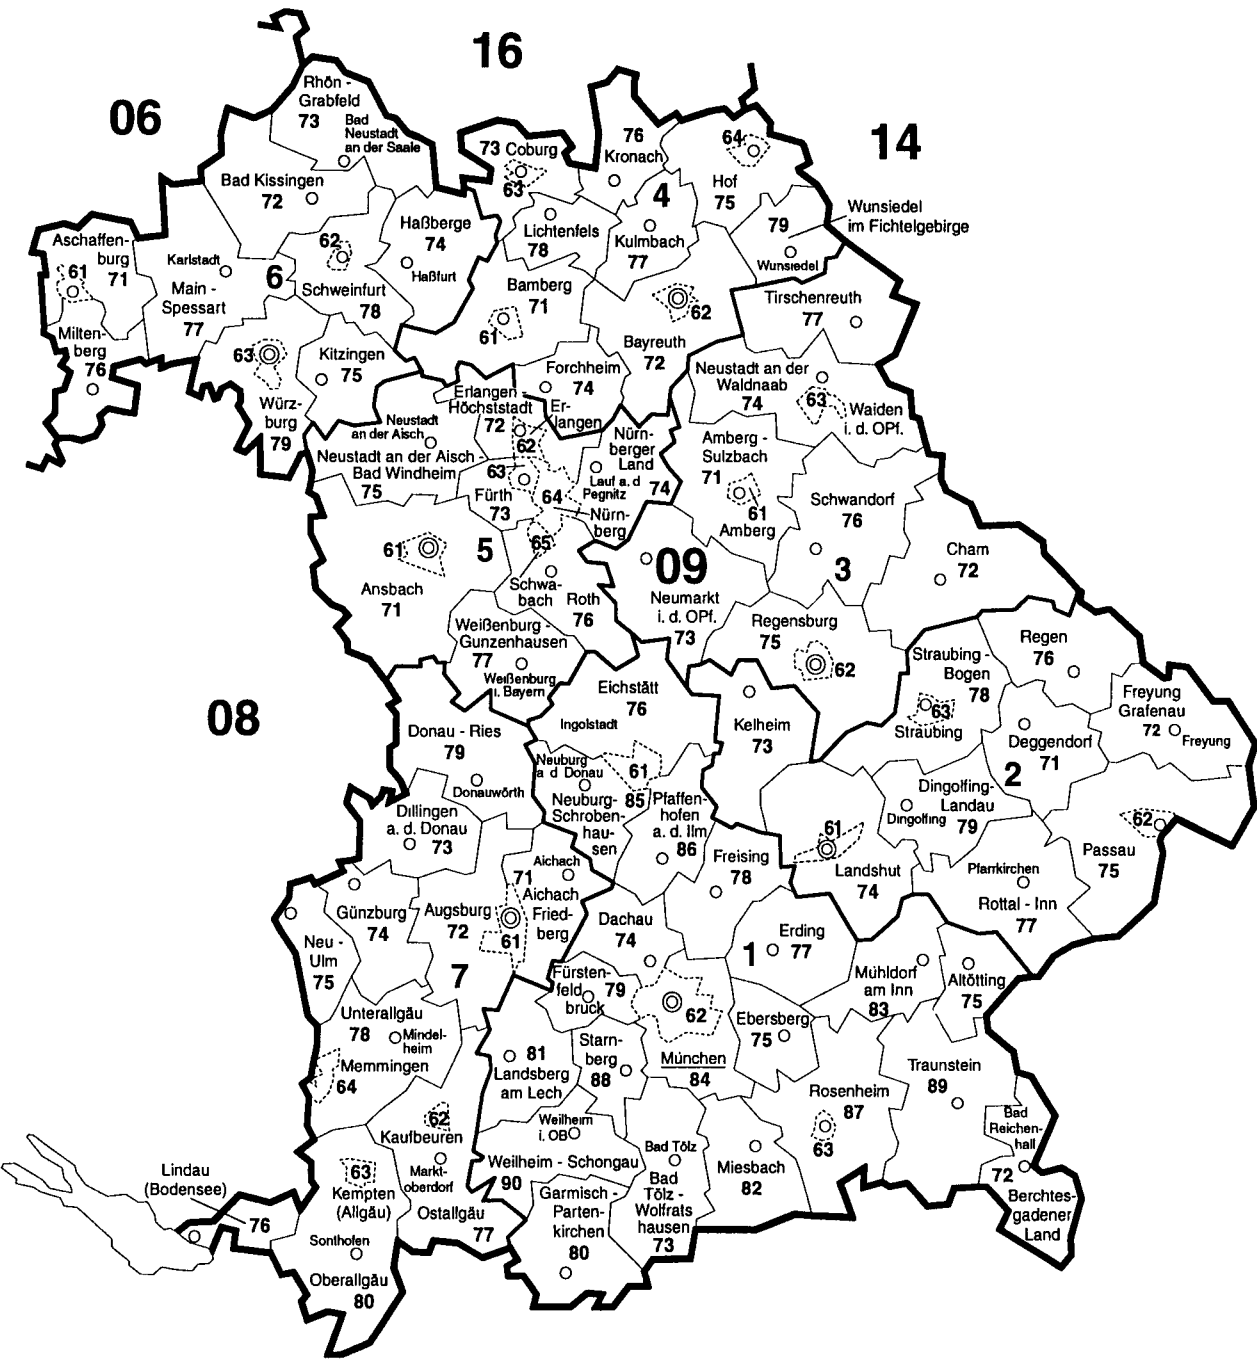 16
06
14
Rhön -
Grabfeld
73
Bad
Neustadt
an der Saale
73 Coburg
63
76
Kronach
4
64
Hof
75
Bad Kissingen
72
Haßberge
74
Haßfurt
Lichtenfels
78
Kulmbach
77
79
Wunsiedel
Wunsiedel
im Fichtelgebirge
Aschaffen-
burg
71
61
Karlstadt
Main -
Spessart
77
62
6
Schweinfurt
78
Bamberg
71
61
62
Bayreuth
72
Tirschenreuth
77
Milten-
berg
76
63
Würz-
burg
79
Kitzingen
75
Forchheim
74
Neustadt an der
Waldnaab
74
63
Waiden
i. d. OPf.
Erlangen -
Höchststadt
72
Er-
langen
62
Neustadt
an der Aisch
Neustadt an der Aisch -
Bad Windheim
75
63
Fürth
73
Nürn-
berger
Land
Lauf a. d
Pegnitz
74
64
Nürn-
berg
Amberg -
Sulzbach
71
61
Amberg
Schwandorf
76
61
Ansbach
71
5
65
Schwa-
bach
Roth
76
09
Neumarkt
i. d. OPf.
73
3
Cham
72
Weißenburg -
Gunzenhausen
77
Weißenburg
i. Bayern
Regensburg
75
62
Straubing -
Bogen
78
63
Straubing
Regen
76
Freyung
Grafenau
72
Freyung
08
Donau - Ries
79
Donauwörth
Eichstätt
76
Ingolstadt
61
Kelheim
73
Deggendorf
71
2
Neuburg
a d Donau
Neuburg-
Schroben-
hau-
sen
85
Pfaffen-
hofen
a. d. Ilm
86
Dingolfing-
Landau
79
Dingolfing
62
Passau
75
Dillingen
a. d. Donau
73
61
Landshut
74
Pfarrkirchen
Rottal - Inn
77
Freising
78
71
Aichach
Aichach
Fried-
berg
Günzburg
74
Augsburg
72
61
Dachau
74
1
Erding
77
Neu -
Ulm
75
7
Fürsten-
feld
bruck
79
62
München
84
Mühldorf
am Inn
83
Altötting
75
Unterallgäu
78
Mindel-
heim
Memmingen
64
81
Landsberg
am Lech
Starn-
berg
88
Ebersberg
75
Rosenheim
87
63
Traunstein
89
62
Kaufbeuren
Markt-
oberdorf
Weilheim
i. OB
Weilheim - Schongau
90
Bad Tölz
Bad
Tölz -
Wolfrats
hausen
73
Miesbach
82
Bad
Reichen-
hall
72
Berchtes-
gadener
Land
Lindau
(Bodensee)
76
63
Kempten
(Allgäu)
Sonthofen
Oberallgäu
80
Ostallgäu
77
Garmisch-
Parten-
kirchen
80